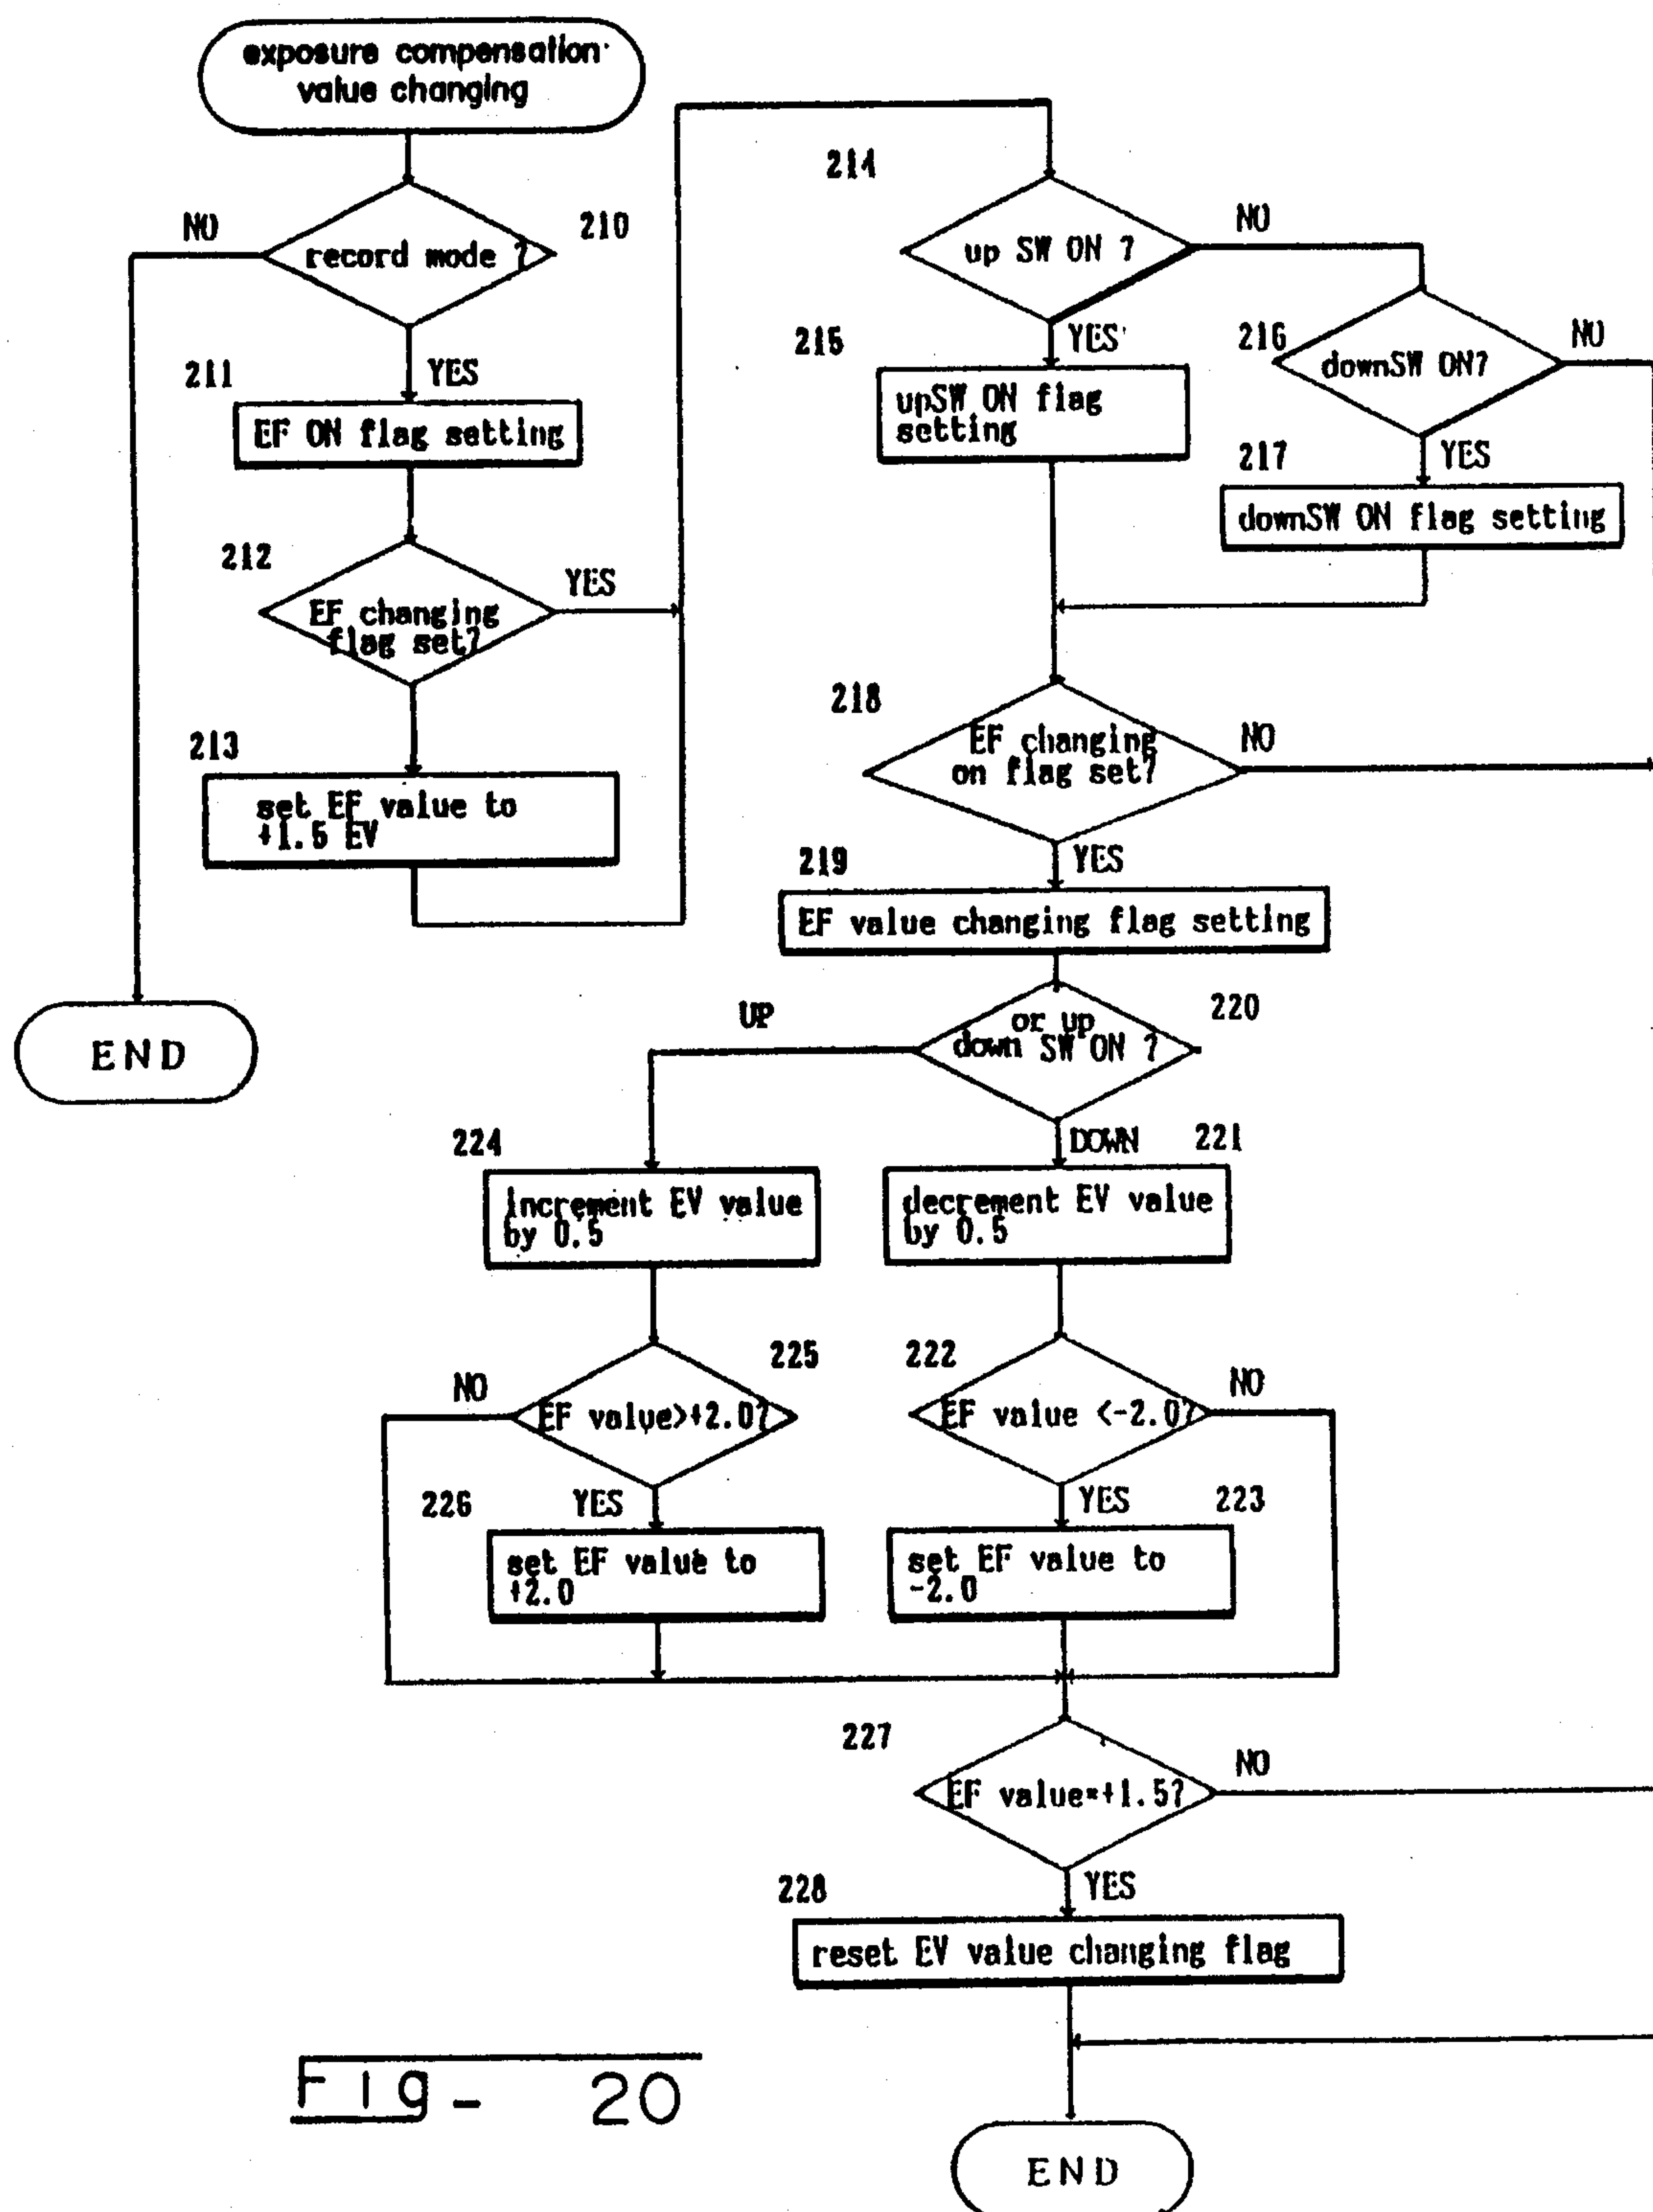 exposure compensation
value changing
NO
record mode ?
210
YES
211
EF ON flag setting
212
EF changing
flag set?
YES
213
set EF value to
+1.5 EV
END
214
up SW ON ?
NO
215
YES
upSW ON flag
setting
216
downSW ON?
NO
217
YES
downSW ON flag setting
218
EF changing
on flag set?
NO
219
YES
EF value changing flag setting
UP
or up
down SW ON ?
220
224
DOWN
221
increment EV value
by 0.5
decrement EV value
by 0.5
NO
225
EF value>+2.0?
222
EF value <-2.0?
NO
226
YES
YES
223
set EF value to
+2.0
set EF value to
-2.0
227
EF value=+1.5?
NO
228
YES
reset EV value changing flag
Fig- 20
END